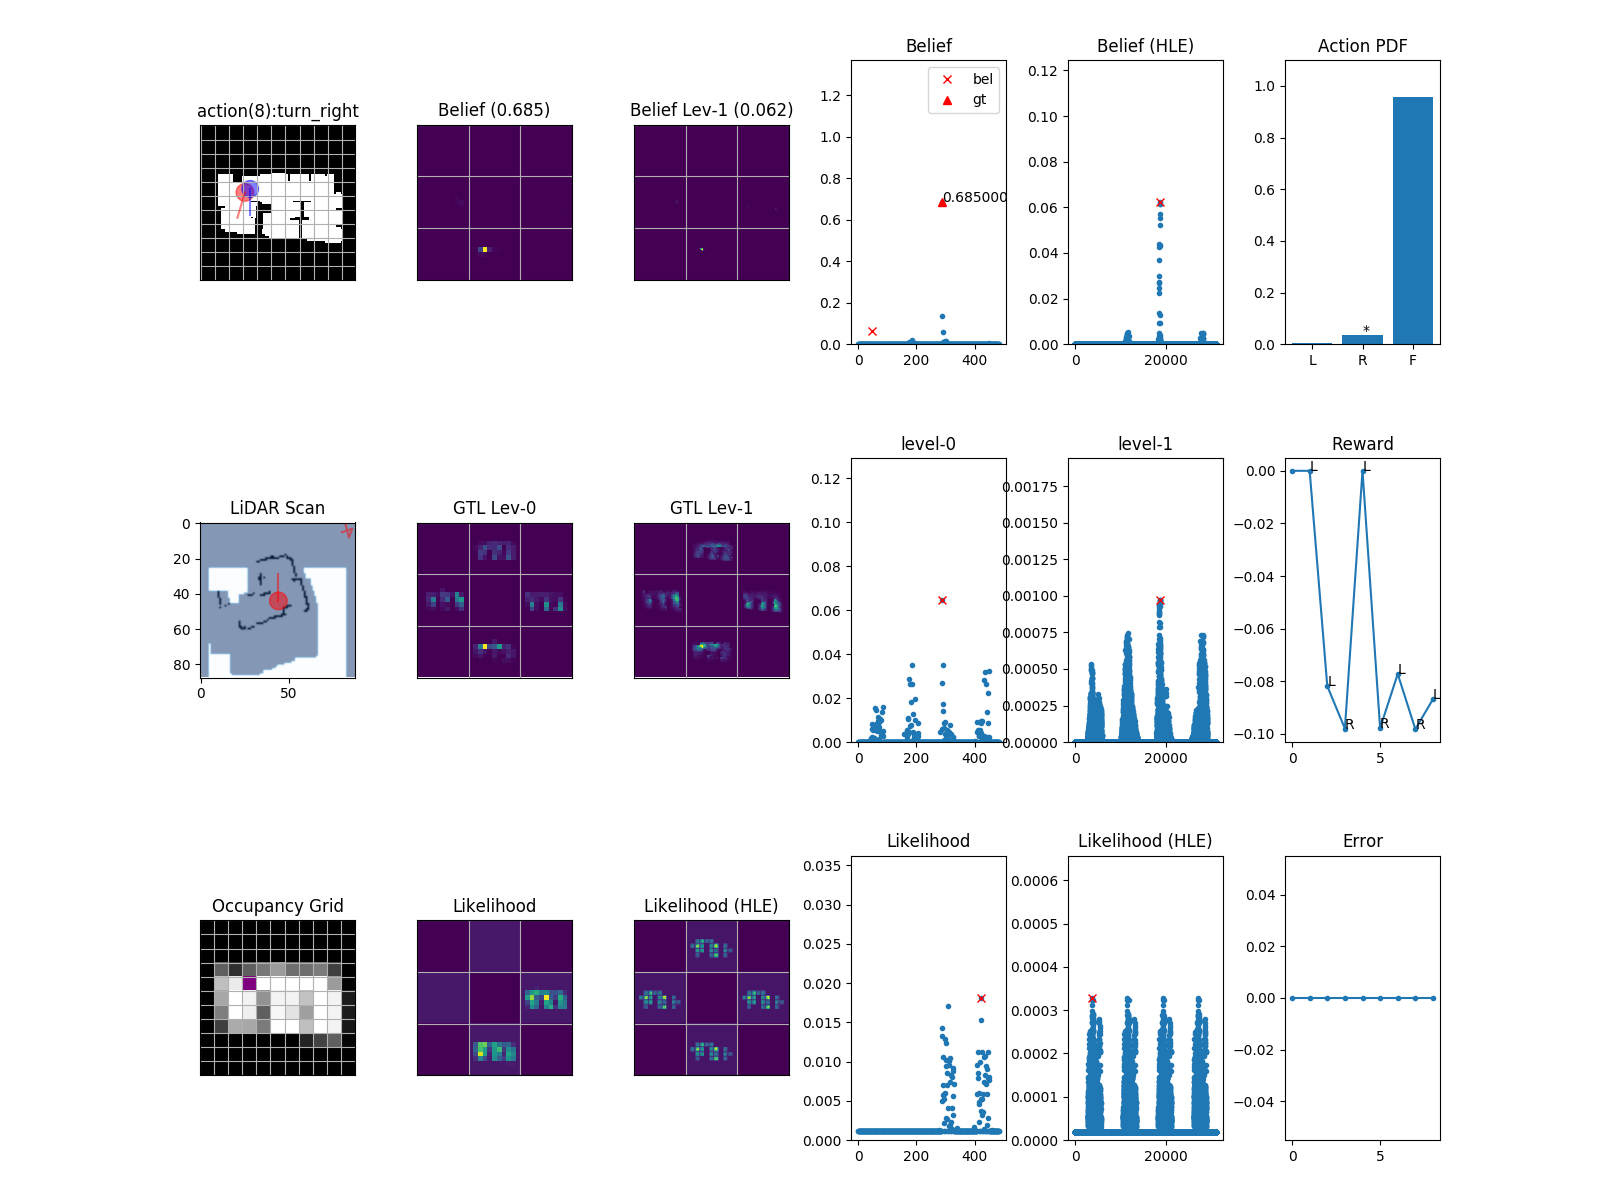 Belief
Belief (HLE)
Action PDF
action(8):turn_right
Belief (0.685)
Belief Lev-1 (0.062)
bel
gt
0.685000
1.2
1.0
0.8
0.6
0.4
0.2
0.0
0 200 400
0.12
0.10
0.08
0.06
0.04
0.02
0.00
0 20000
1.0
0.8
0.6
0.4
0.2
0.0
*
L R F
level-0
level-1
Reward
LiDAR Scan
GTL Lev-0
GTL Lev-1
0
20
40
60
80
0 50
0.12
0.10
0.08
0.06
0.04
0.02
0.00
0 200 400
0.00175
0.00150
0.00125
0.00100
0.00075
0.00050
0.00025
0.00000
0 20000
0.00
−0.02
−0.04
−0.06
−0.08
−0.10
L L R L R L R L
0 5
Likelihood
Likelihood (HLE)
Error
Occupancy Grid
Likelihood
Likelihood (HLE)
0.035
0.030
0.025
0.020
0.015
0.010
0.005
0.000
0 200 400
0.0006
0.0005
0.0004
0.0003
0.0002
0.0001
0.0000
0 20000
0.04
0.02
0.00
−0.02
−0.04
0 5